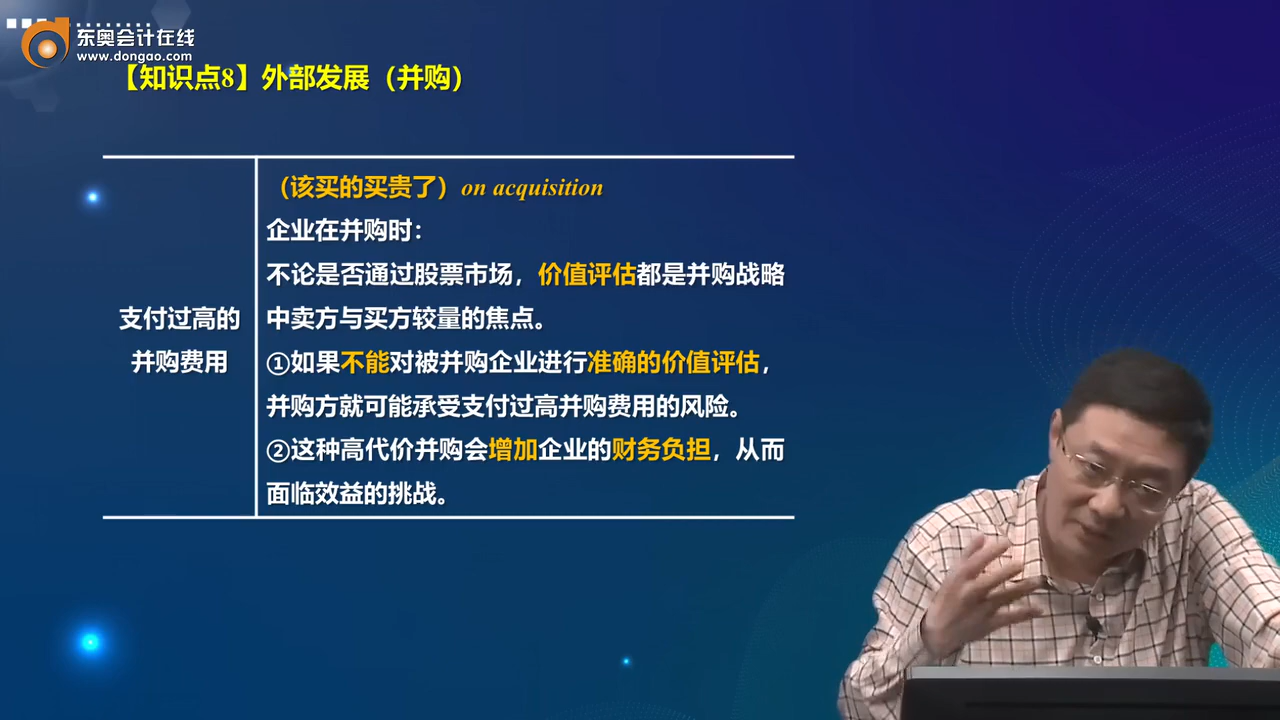 东奥会计在线
www.dongao.com
【知识点8】外部发展（并购）
支付过高的
并购费用
（该买的买贵了）on acquisition
企业在并购时：
不论是否通过股票市场，价值评估都是并购战略
中卖方与买方较量的焦点。
①如果不能对被并购企业进行准确的价值评估，
并购方就可能承受支付过高并购费用的风险。
②这种高代价并购会增加企业的财务负担，从而
面临效益的挑战。